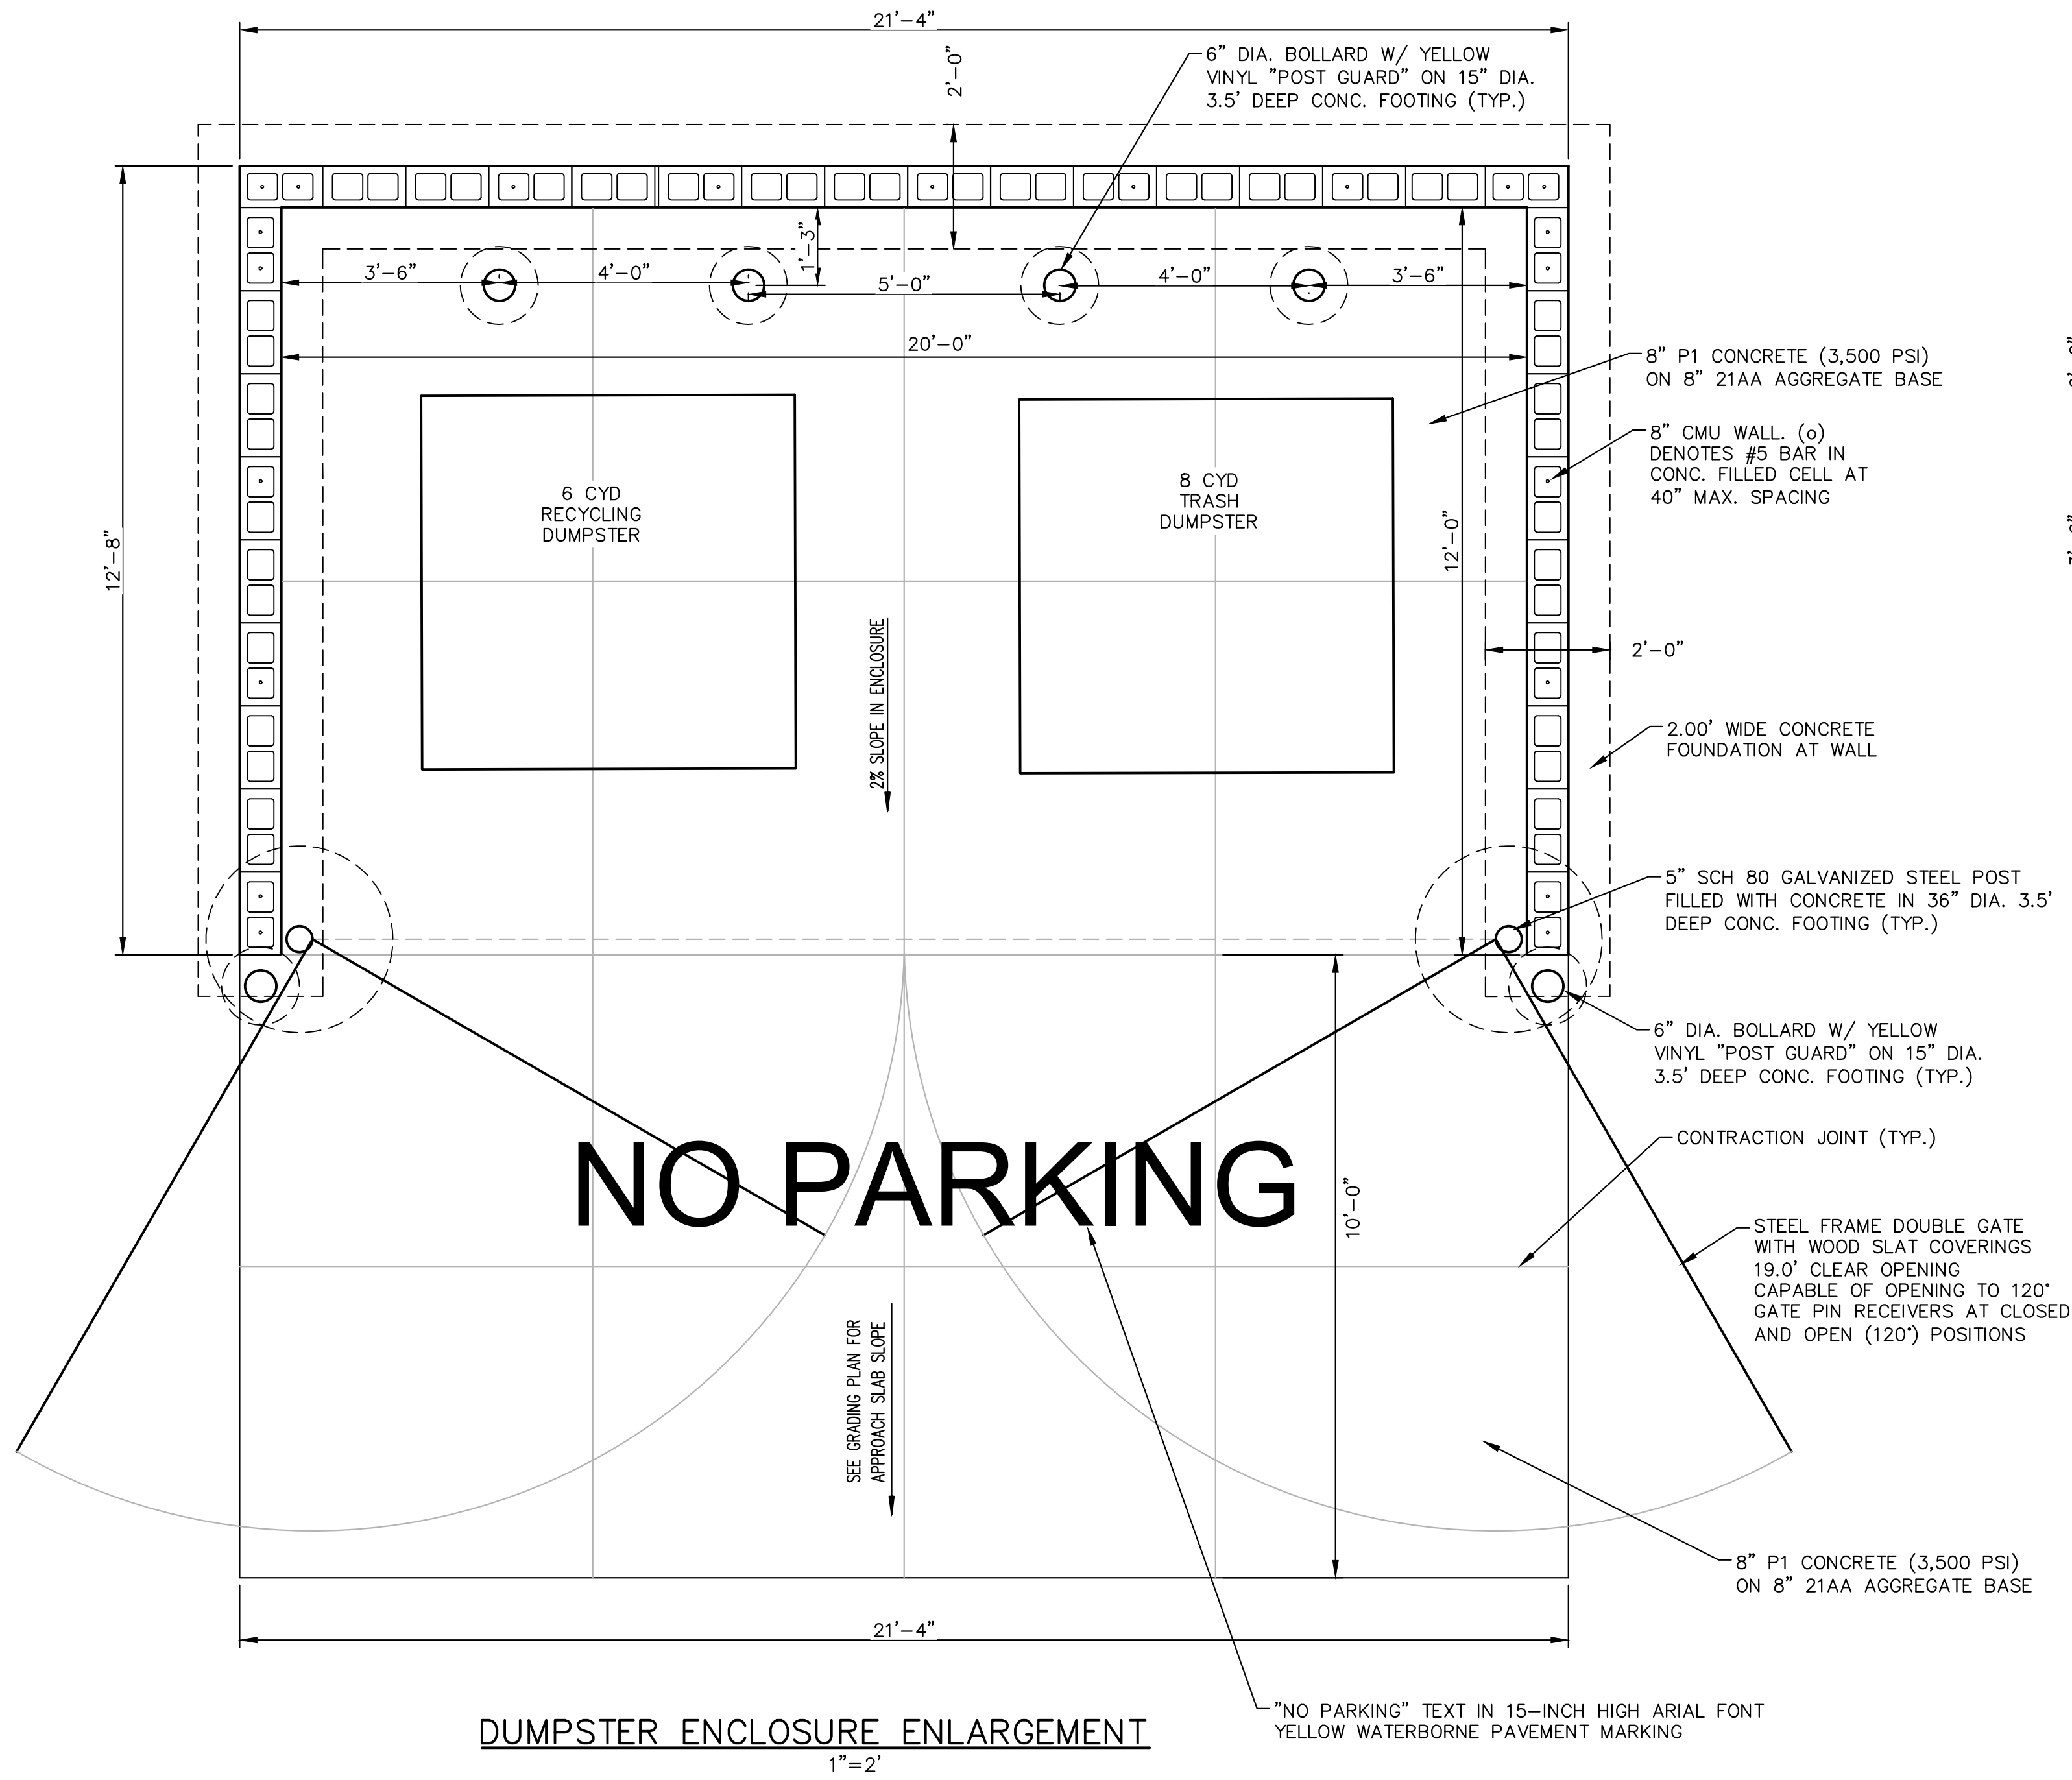 21'-4"
2'-0"
6" DIA. BOLLARD W/ YELLOW
VINYL "POST GUARD" ON 15" DIA.
3.5' DEEP CONC. FOOTING (TYP.)
1'-3"
3'-6"
4'-0"
5'-0"
4'-0"
3'-6"
20'-0"
8" P1 CONCRETE (3,500 PSI)
ON 8" 21AA AGGREGATE BASE
8" CMU WALL. (o)
DENOTES #5 BAR IN
CONC. FILLED CELL AT
40" MAX. SPACING
6 CYD
RECYCLING
DUMPSTER
8 CYD
TRASH
DUMPSTER
12'-8"
12'-0"
2% SLOPE IN ENCLOSURE
2'-0"
2.00' WIDE CONCRETE
FOUNDATION AT WALL
5" SCH 80 GALVANIZED STEEL POST
FILLED WITH CONCRETE IN 36" DIA. 3.5'
DEEP CONC. FOOTING (TYP.)
6" DIA. BOLLARD W/ YELLOW
VINYL "POST GUARD" ON 15" DIA.
3.5' DEEP CONC. FOOTING (TYP.)
CONTRACTION JOINT (TYP.)
NO PARKING
10'-0"
STEEL FRAME DOUBLE GATE
WITH WOOD SLAT COVERINGS
19.0' CLEAR OPENING
CAPABLE OF OPENING TO 120°
GATE PIN RECEIVERS AT CLOSED
AND OPEN (120°) POSITIONS
SEE GRADING PLAN FOR
APPROACH SLAB SLOPE
8" P1 CONCRETE (3,500 PSI)
ON 8" 21AA AGGREGATE BASE
21'-4"
"NO PARKING" TEXT IN 15-INCH HIGH ARIAL FONT
YELLOW WATERBORNE PAVEMENT MARKING
DUMPSTER ENCLOSURE ENLARGEMENT
1"=2'